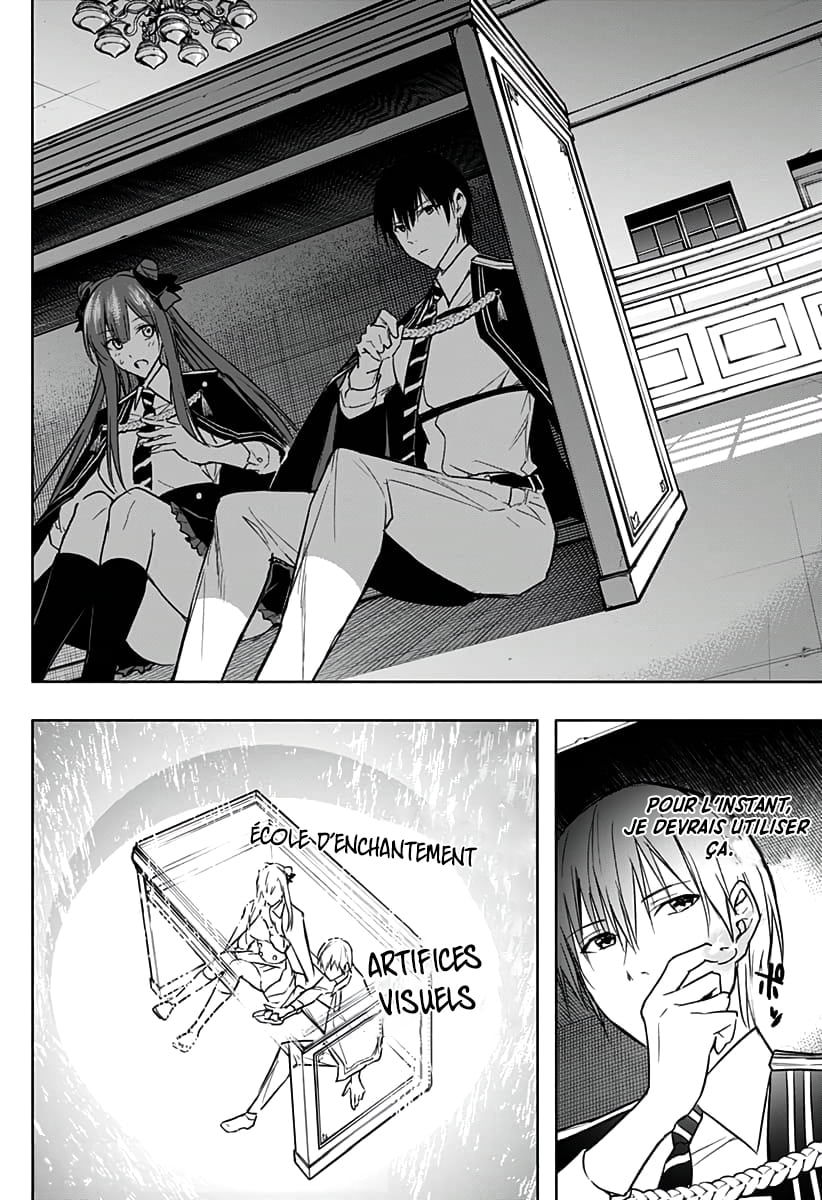 POUR L'INSTANT,
JE DEVRAIS UTILISER
ÇA.
ÉCOLE D'ENCHANTEMENT
ARTIFICES
VISUELS